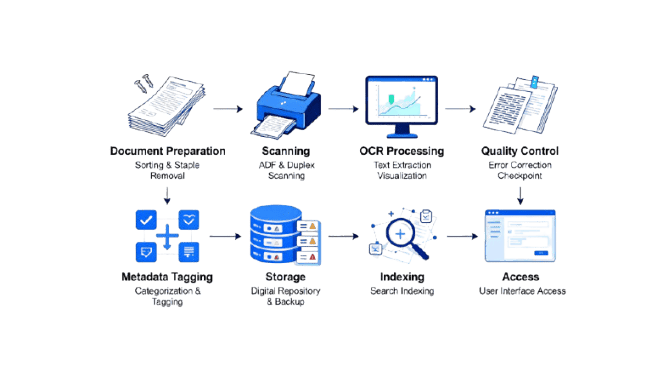 Document Preparation
Sorting & Staple
Removal
Scanning
ADF & Duplex
Scanning
OCR Processing
Text Extraction
Visualization
Quality Control
Error Correction
Checkpoint
Metadata Tagging
Categorization &
Tagging
Storage
Digital Repository
& Backup
Indexing
Search Indexing
Access
User Interface Access